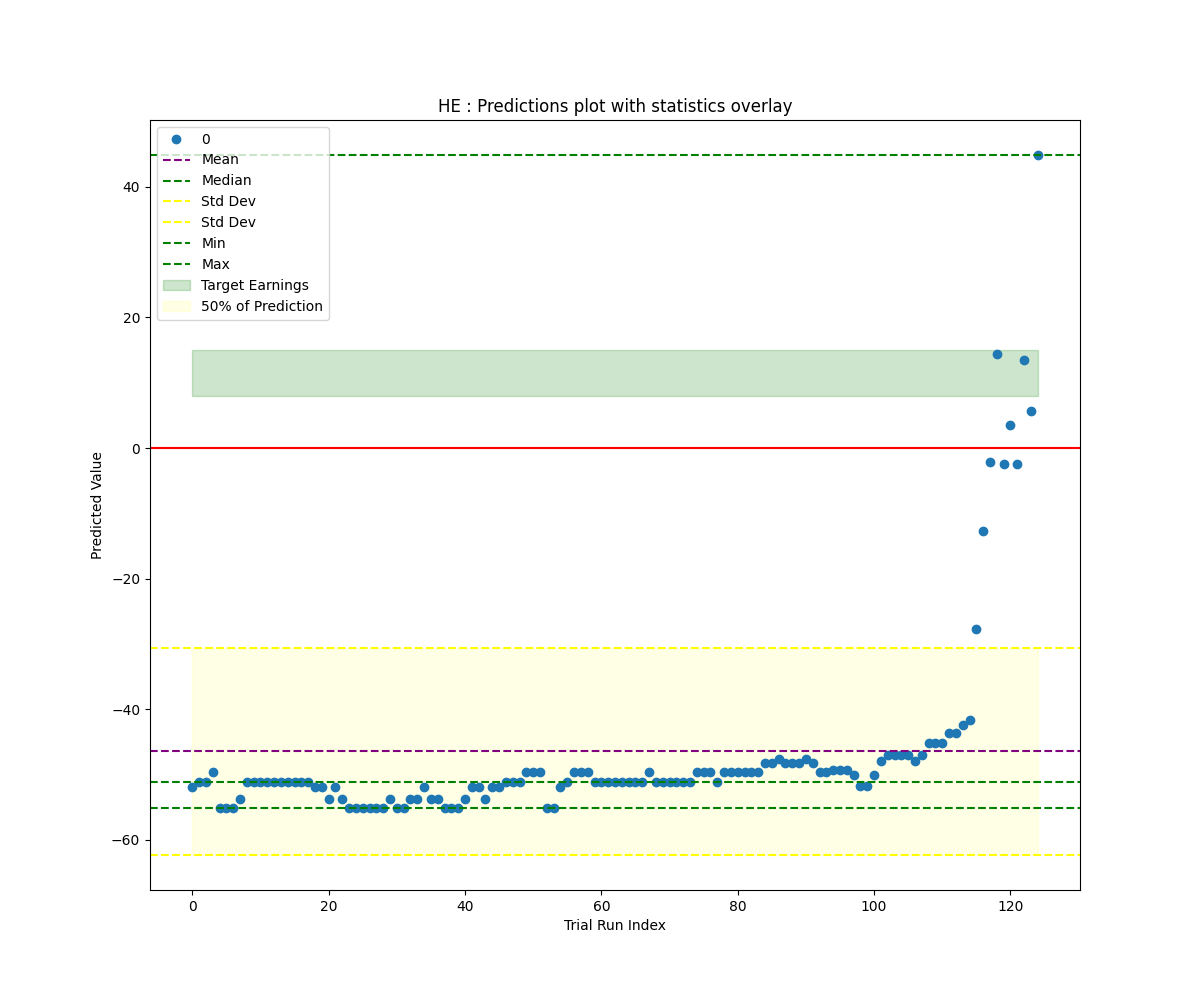 HE : Predictions plot with statistics overlay
0
Mean
Median
Std Dev
Std Dev
Min
Max
Target Earnings
50% of Prediction
40
20
0
−20
−40
−60
Predicted Value
0 20 40 60 80 100 120
Trial Run Index